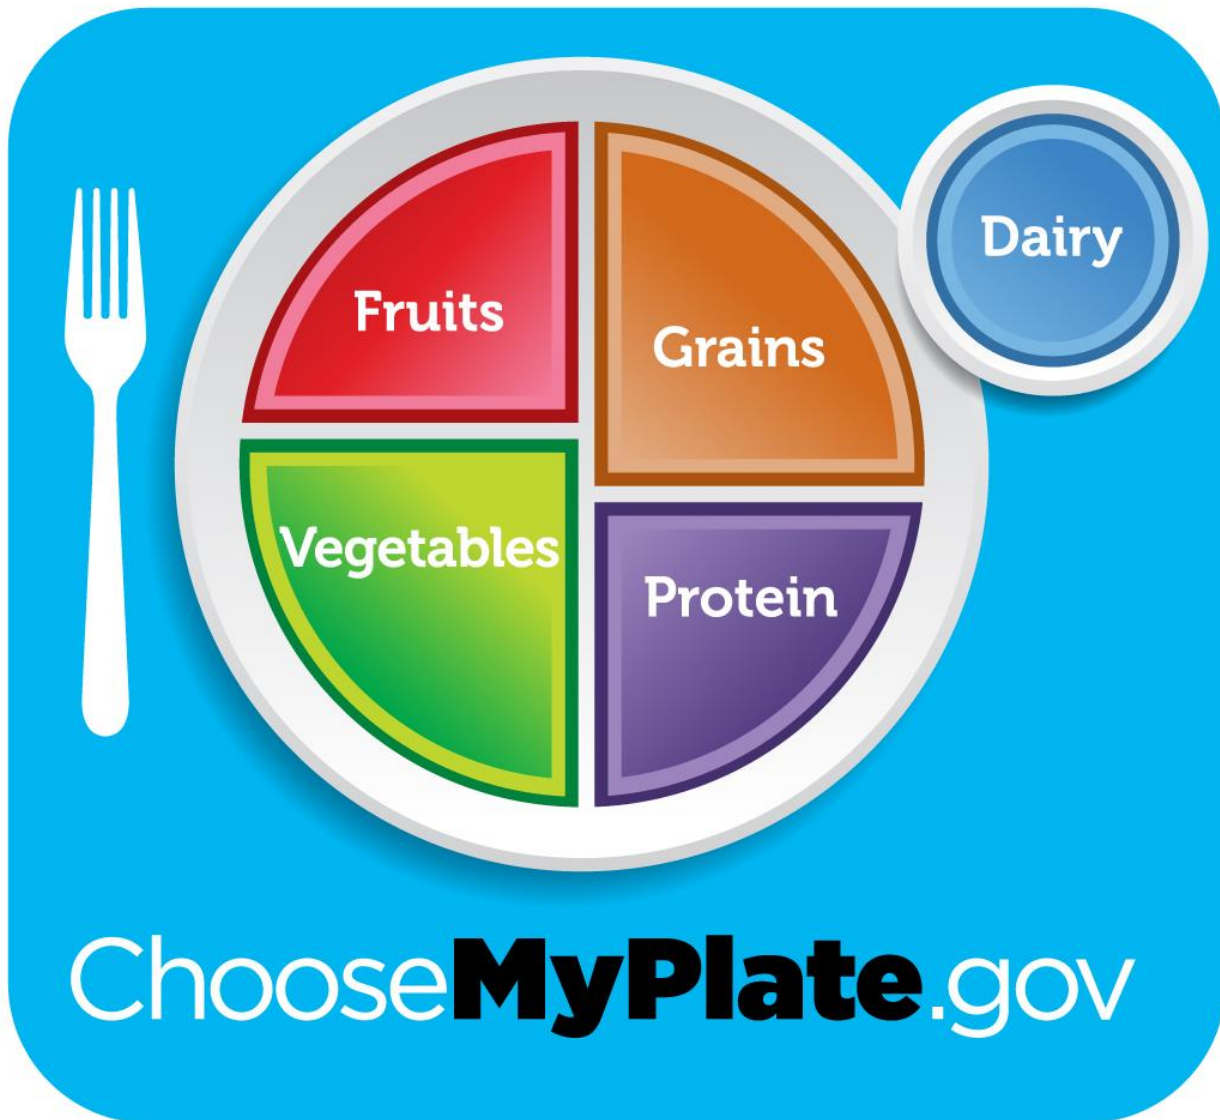 Fruits
Grains
Dairy
Vegetables
Protein
ChooseMyPlate.gov